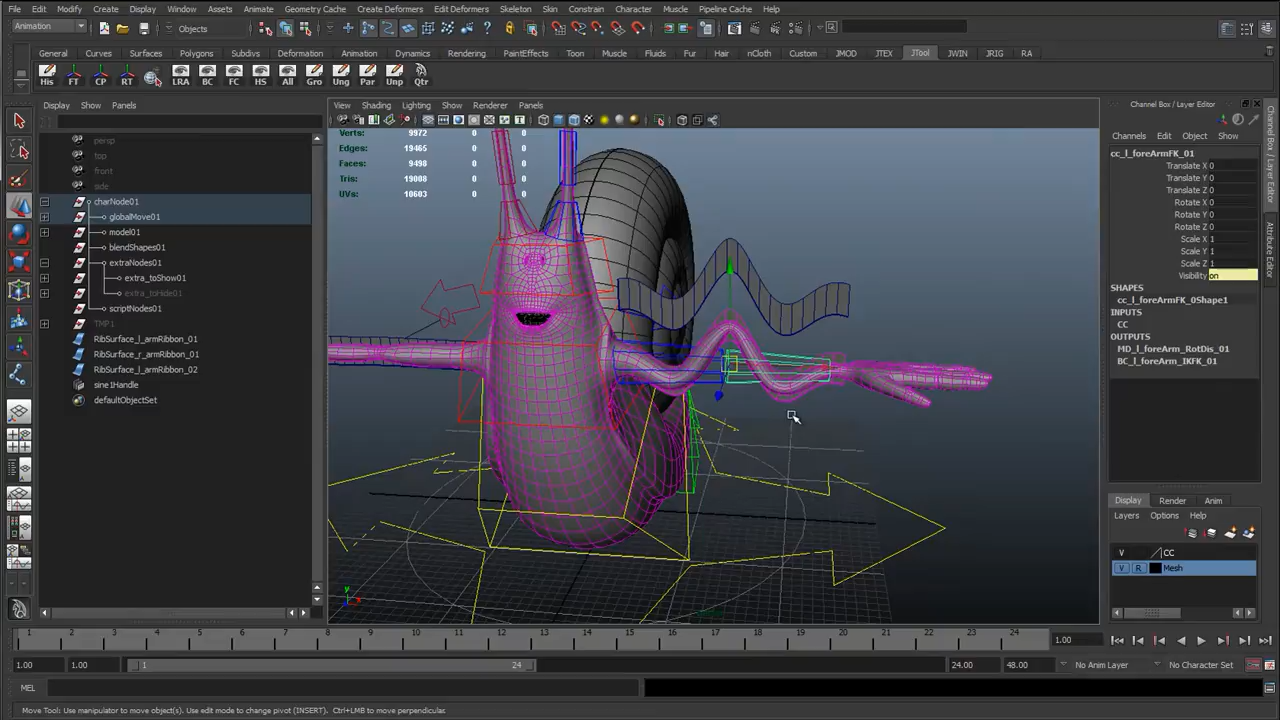 File Edit Modify Create Display Window Assets Animate Geometry Cache Create Deformers Edit Deformers Skeleton Skin Constrain Character Muscle Pipeline Cache Help
Animation Objects
General Curves Surfaces Polygons Subdivs Deformation Animation Dynamics Rendering PaintEffects Toon Muscle Fluids Fur Hair nCloth Custom JMOD JTEX JTool JWIN JRIG RA
His FT CP RT LRA BC FC HS All Gro Ung Par Unp Qtr
Display Show Panels
persp
top
front
side
charNode01
globalMove01
model01
blendShapes01
extraNodes01
extra_toShow01
extra_toHide01
scriptNodes01
TMP1
RibSurface_l_armRibbon_01
RibSurface_r_armRibbon_01
RibSurface_l_armRibbon_02
sine1Handle
defaultObjectSet
View Shading Lighting Show Renderer Panels
Verts: 9972 0 0
Edges: 19465 0 0
Faces: 9498 0 0
Tris: 19008 0 0
UVs: 10603 0 0
Channel Box / Layer Editor
Channels Edit Object Show
cc_l_foreArmFK_01
Translate X 0
Translate Y 0
Translate Z 0
Rotate X 0
Rotate Y 0
Rotate Z 0
Scale X 1
Scale Y 1
Scale Z 1
Visibility on
SHAPES
cc_l_foreArmFK_0Shape1
INPUTS
CC
OUTPUTS
MD_l_foreArm_RotDis_01
BC_l_foreArm_IKFK_01
Display Render Anim
Layers Options Help
V CC
V R Mesh
Channel Box / Layer Editor
Attribute Editor
1 2 3 4 5 6 7 8 9 10 11 12 13 14 15 16 17 18 19 20 21 22 23 24 1.00
1.00 1.00 1 24 24.00 48.00 No Anim Layer No Character Set
MEL
Move Tool: Use manipulator to move object(s). Use edit mode to change pivot (INSERT). Ctrl+LMB to move perpendicular.